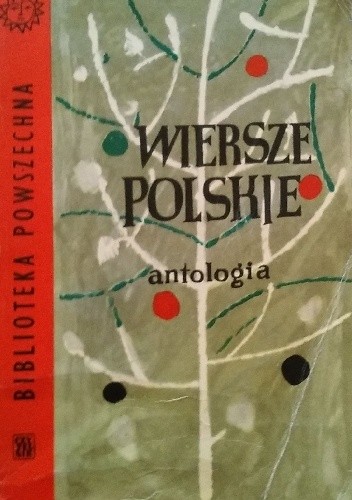 BIBLIOTEKA POWSZECHNA
WIERSZE
POLSKIE
antologia